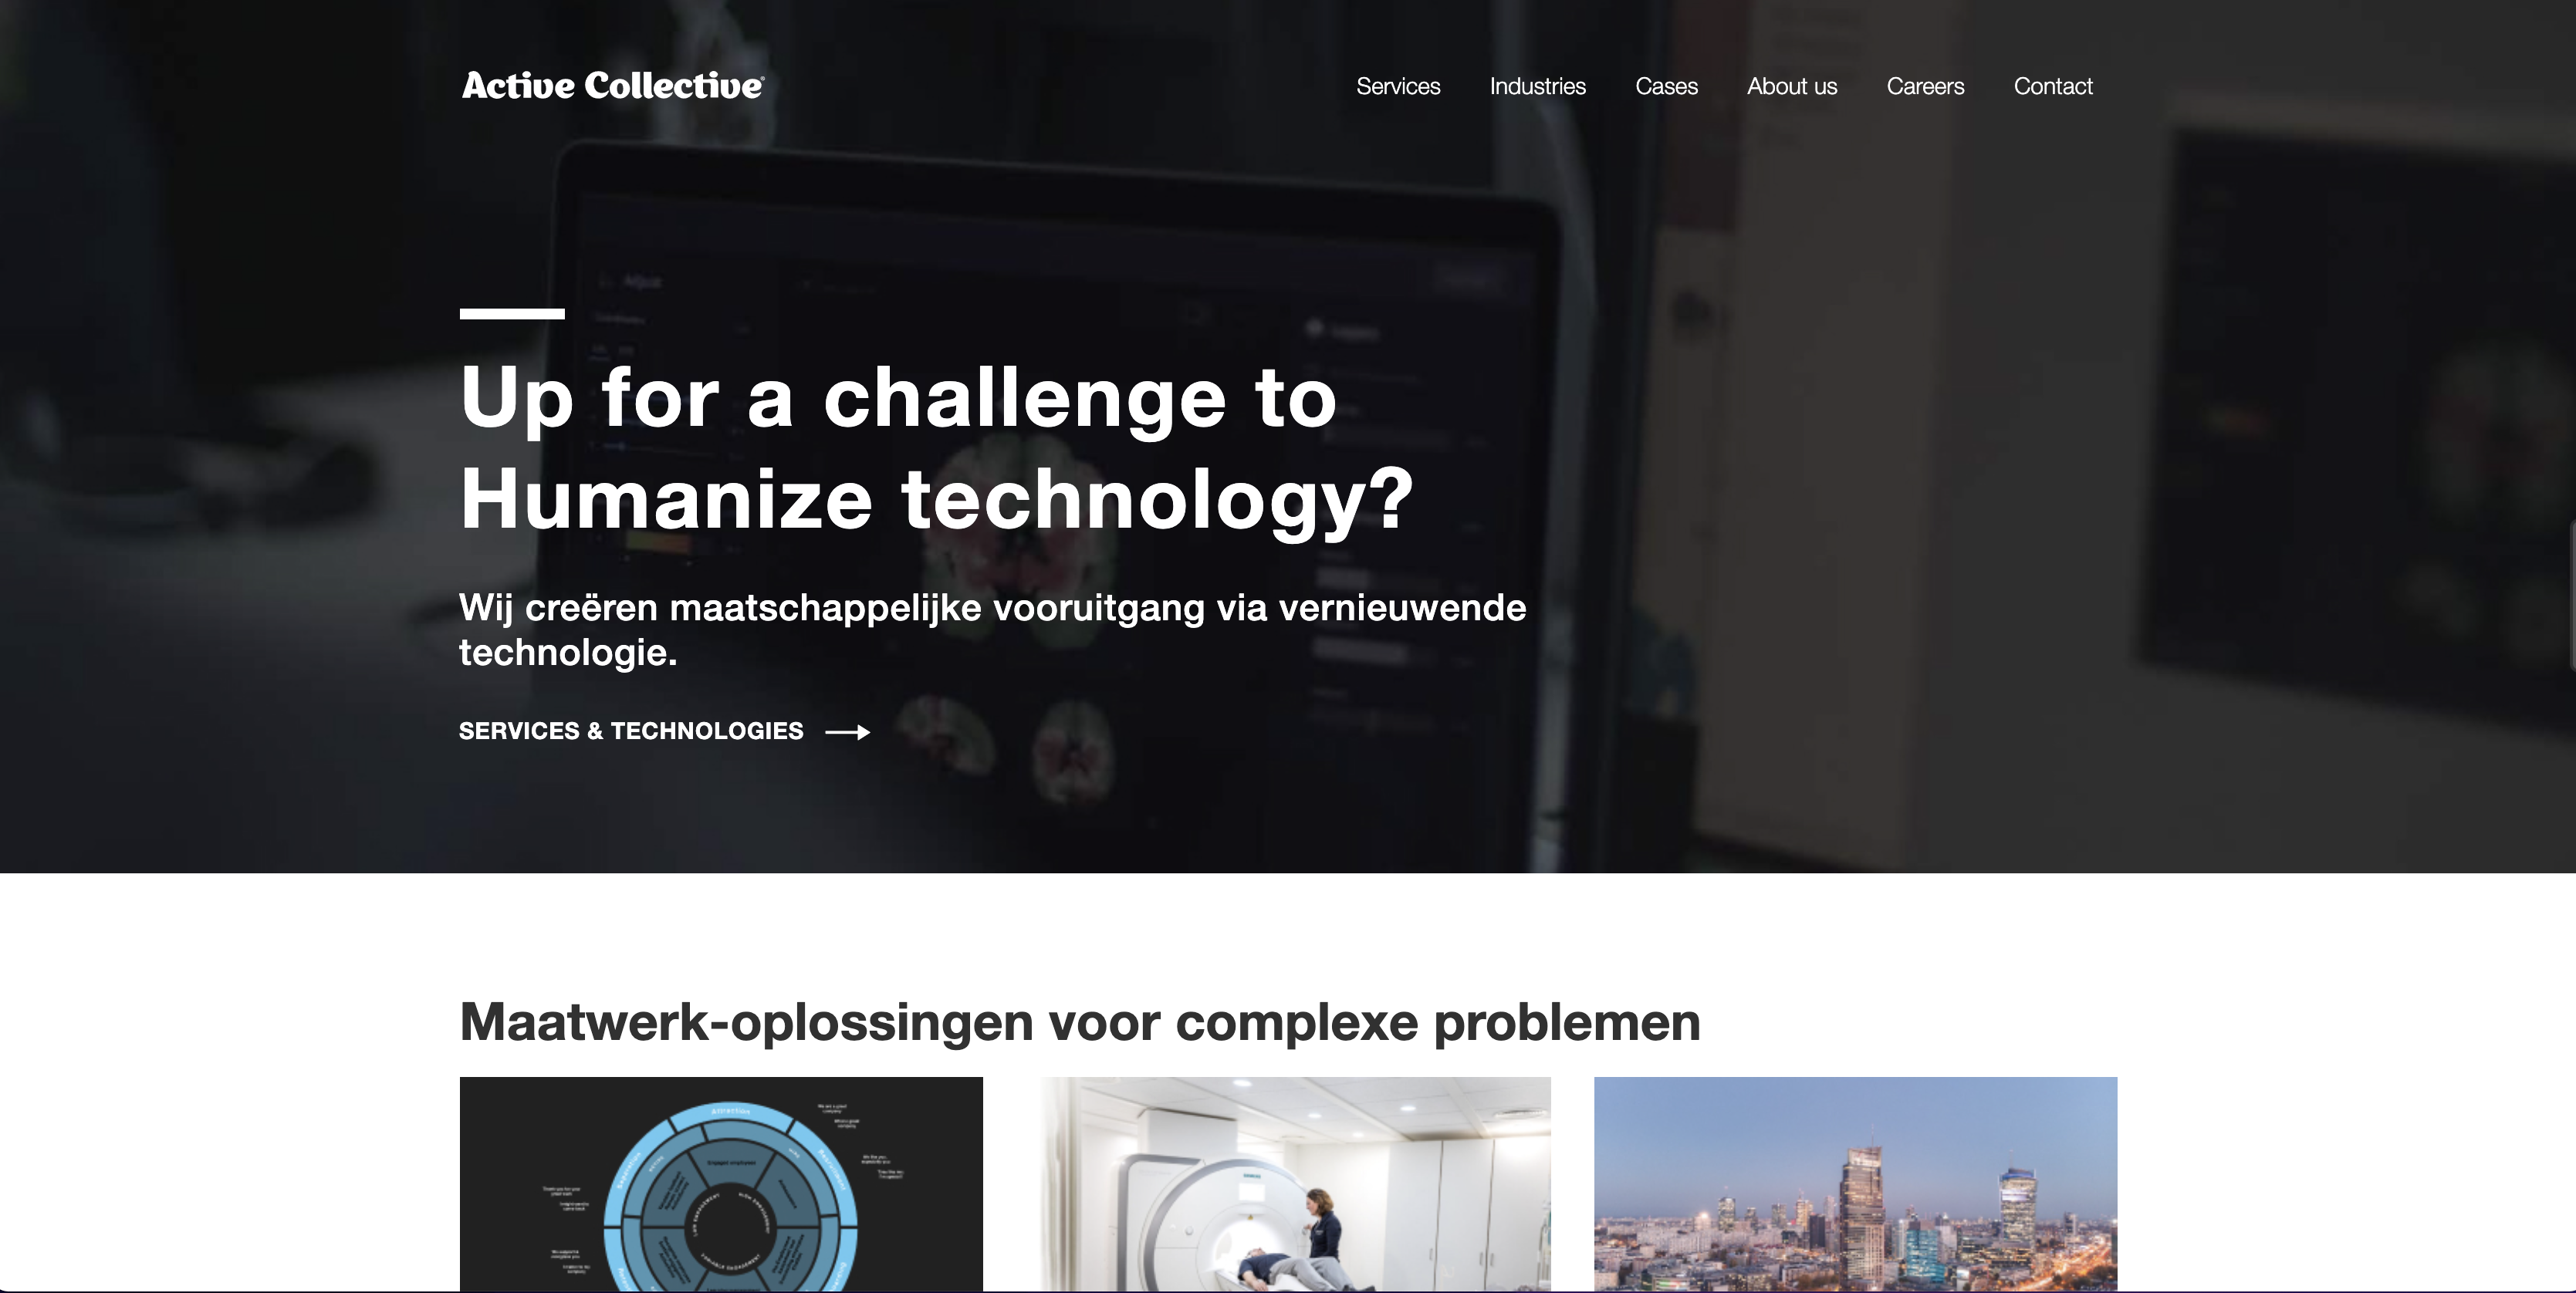 Active Collective
Services
Industries
Cases
About us
Careers
Contact
Up for a challenge to
Humanize technology?
Wij creëren maatschappelijke vooruitgang via vernieuwende
technologie.
SERVICES & TECHNOLOGIES
Maatwerk-oplossingen voor complexe problemen
Attraction